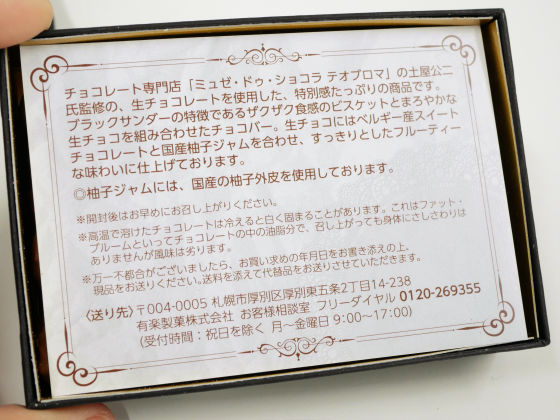 チョコレート専門店「ミュゼ・ドゥ・ショコラ テオブロマ」の土屋公二
氏監修の、生チョコレートを使用した、特別感たっぷりの商品です。
ブラックサンダーの特徴であるザクザク食感のビスケットとまろやかな
生チョコを組み合わせたチョコバー。生チョコにはベルギー産スイート
チョコレートと国産柚子ジャムを合わせ、すっきりとしたフルーティー
な味わいに仕上げております。
◎柚子ジャムには、国産の柚子外皮を使用しております。
※開封後はお早めにお召し上がりください。
※高温で溶けたチョコレートは冷えると白く固まることがあります。これはファット・
ブルームといってチョコレートの中の油脂分で、召し上がっても身体にさしさわりは
ありませんが風味は劣ります。
※万一不都合がございましたら、お買い求めの年月日をお書き添えの上、
現品をお送りください。送料を添えて代替品をお送りさせていただきます。
〈送り先〉〒004-0005 札幌市厚別区厚別東五条2丁目14-238
有楽製菓株式会社 お客様相談室 フリーダイヤル 0120-269355
(受付時間:祝日を除く 月〜金曜日 9:00〜17:00)